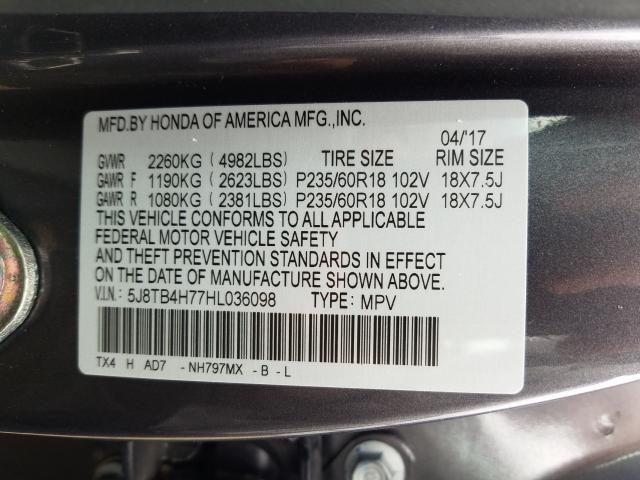 MFD.BY HONDA OF AMERICA MFG.,INC.
04/'17
GVWR 2260KG ( 4982LBS) TIRE SIZE RIM SIZE
GAWR F 1190KG ( 2623LBS) P235/60R18 102V 18X7.5J
GAWR R 1080KG ( 2381LBS) P235/60R18 102V 18X7.5J
THIS VEHICLE CONFORMS TO ALL APPLICABLE
FEDERAL MOTOR VEHICLE SAFETY
AND THEFT PREVENTION STANDARDS IN EFFECT
ON THE DATE OF MANUFACTURE SHOWN ABOVE.
V.I.N.: 5J8TB4H77HL036098 TYPE: MPV
TX4 H AD7 - NH797MX - B - L